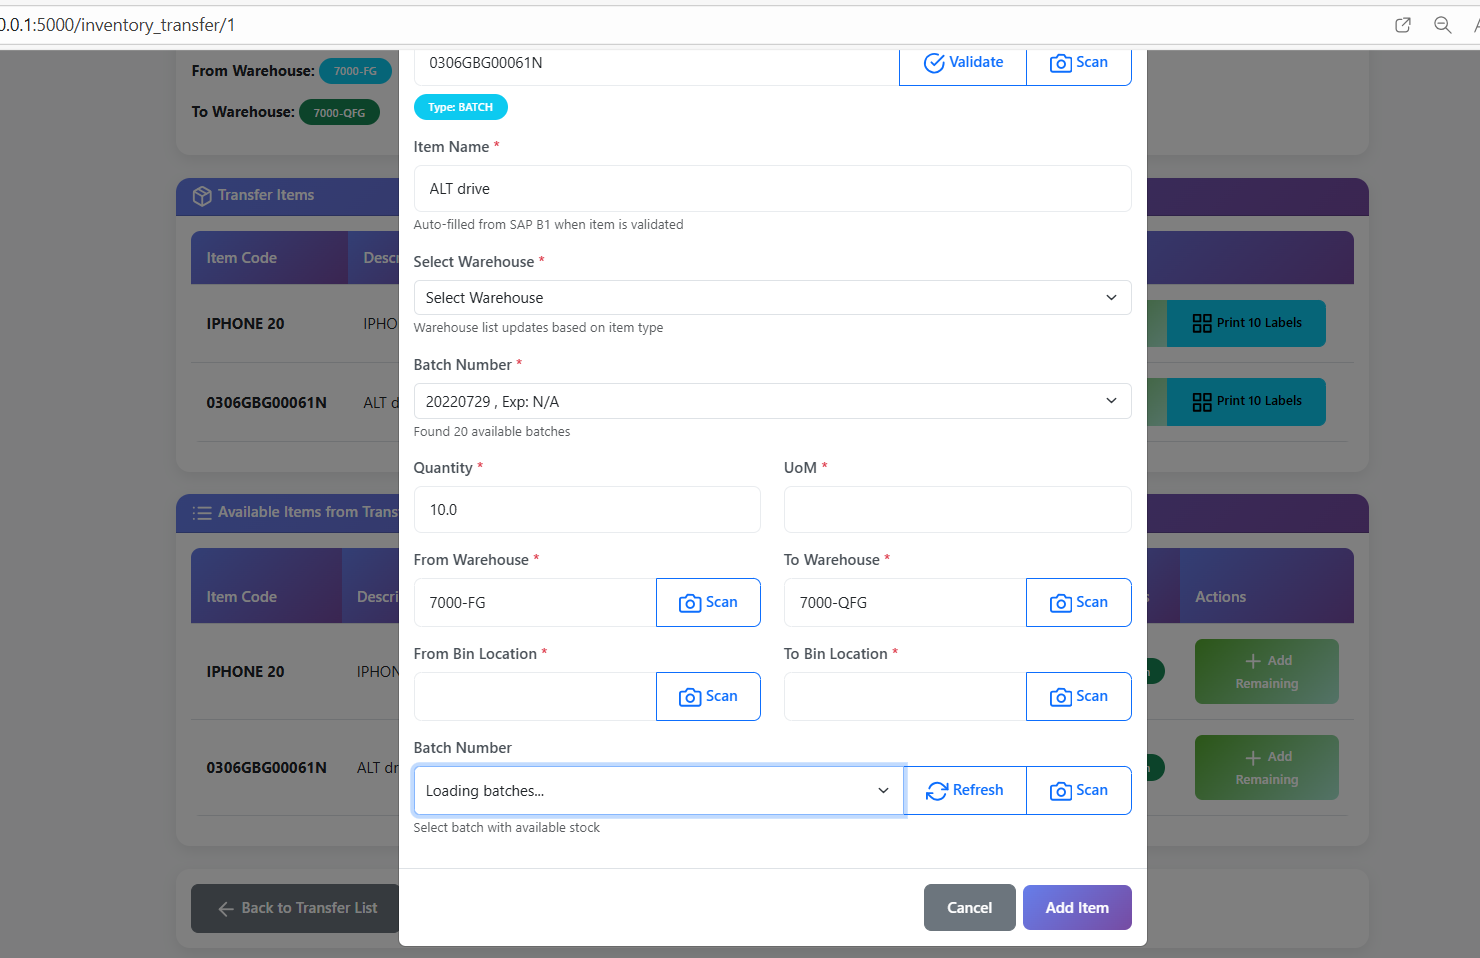 0.0.1:5000/inventory_transfer/1
From Warehouse: 7000-FG
To Warehouse: 7000-QFG
Transfer Items
Item Code Descr
IPHONE 20 IPHO
Print 10 Labels
0306GBG00061N ALT d
Print 10 Labels
Available Items from Trans
Item Code Descri
s Actions
IPHONE 20 IPHON
Add Remaining
0306GBG00061N ALT dr
Add Remaining
Back to Transfer List
0306GBG00061N Validate Scan
Type: BATCH
Item Name *
ALT drive
Auto-filled from SAP B1 when item is validated
Select Warehouse *
Select Warehouse
Warehouse list updates based on item type
Batch Number *
20220729 , Exp: N/A
Found 20 available batches
Quantity * UoM *
10.0
From Warehouse * To Warehouse *
7000-FG Scan 7000-QFG Scan
From Bin Location * To Bin Location *
Scan Scan
Batch Number
Loading batches... Refresh Scan
Select batch with available stock
Cancel Add Item